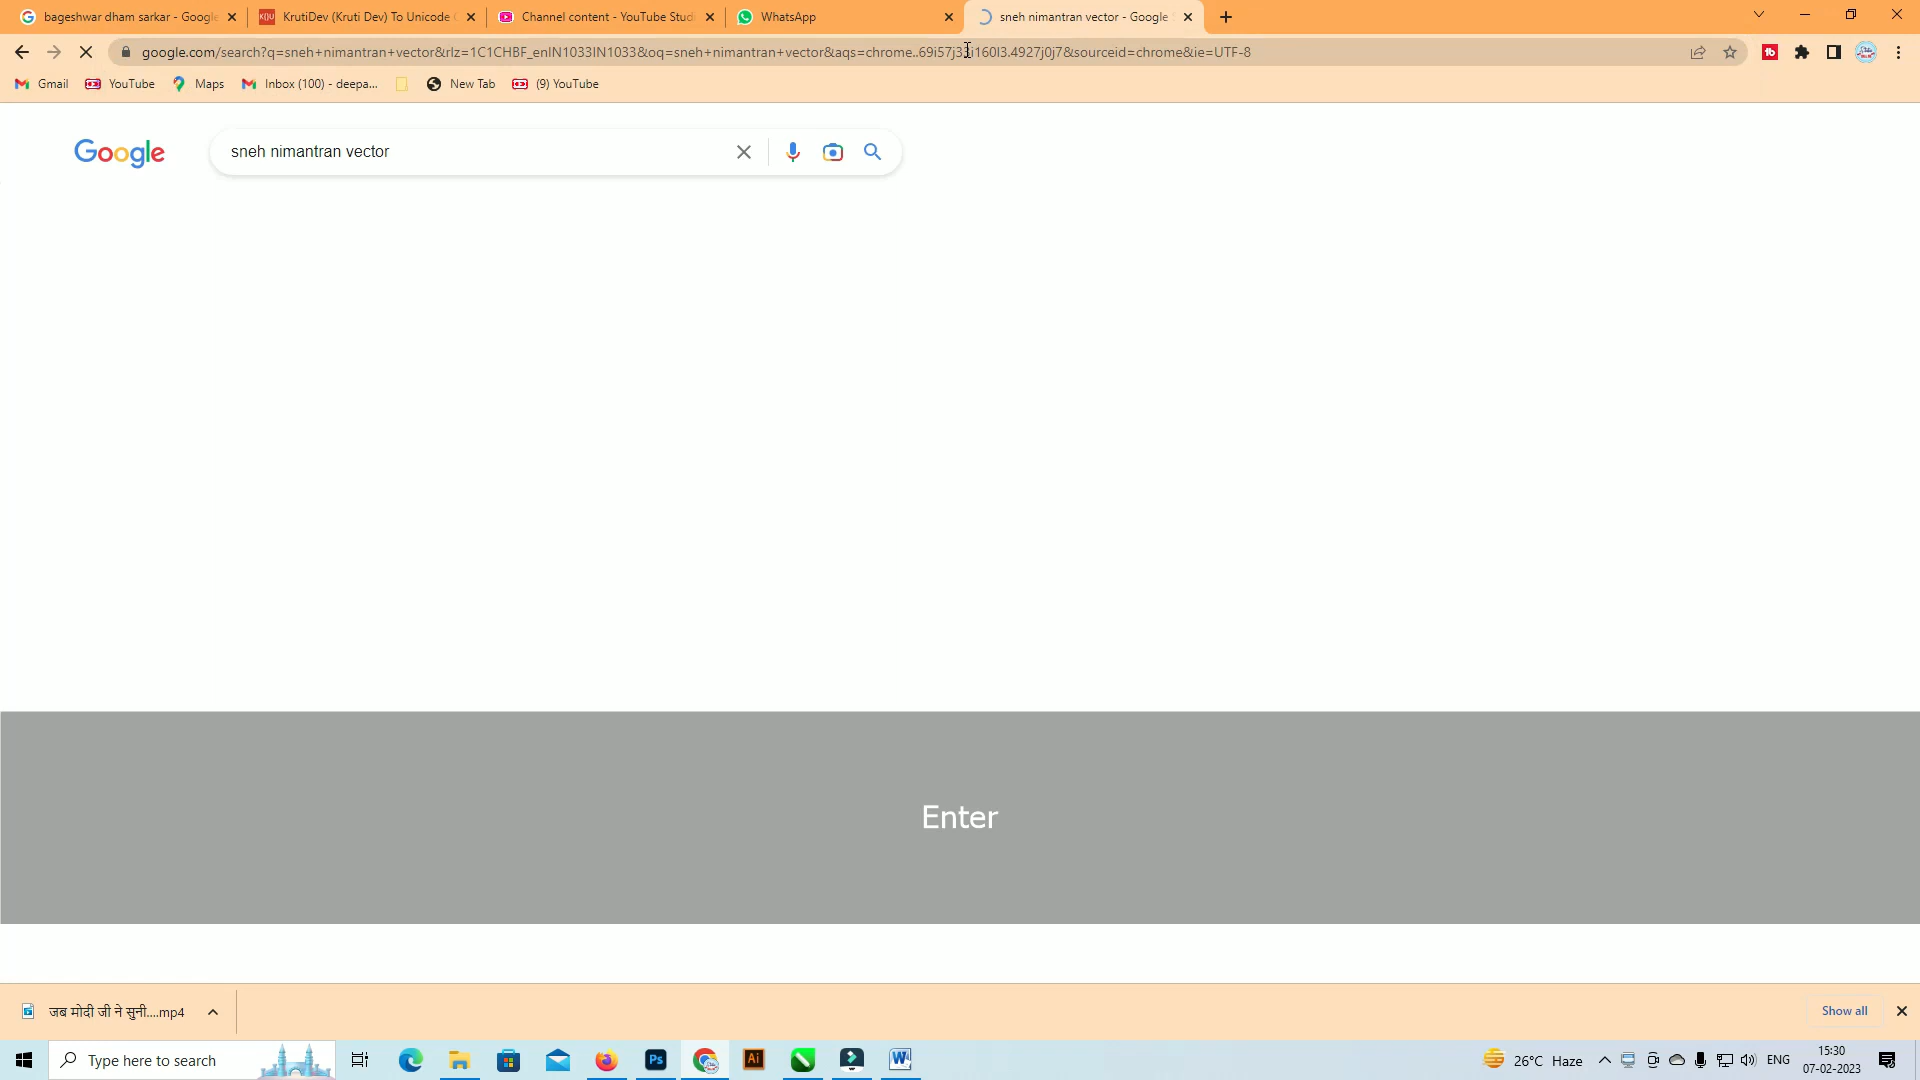 bageshwar dham sarkar - Google
KrutiDev (Kruti Dev) To Unicode C
Channel content - YouTube Studi
WhatsApp
sneh nimantran vector - Google S
google.com/search?q=sneh+nimantran+vector&rlz=1C1CHBF_enIN1033IN1033&oq=sneh+nimantran+vector&aqs=chrome..69i57j33i160l3.4927j0j7&sourceid=chrome&ie=UTF-8
Gmail
YouTube
Maps
Inbox (100) - deepa...
New Tab
(9) YouTube
Google
sneh nimantran vector
Enter
जब मोदी जी ने सुनी....mp4
Show all
Type here to search
Ps
Ai
W
26°C Haze
ENG
15:30
07-02-2023